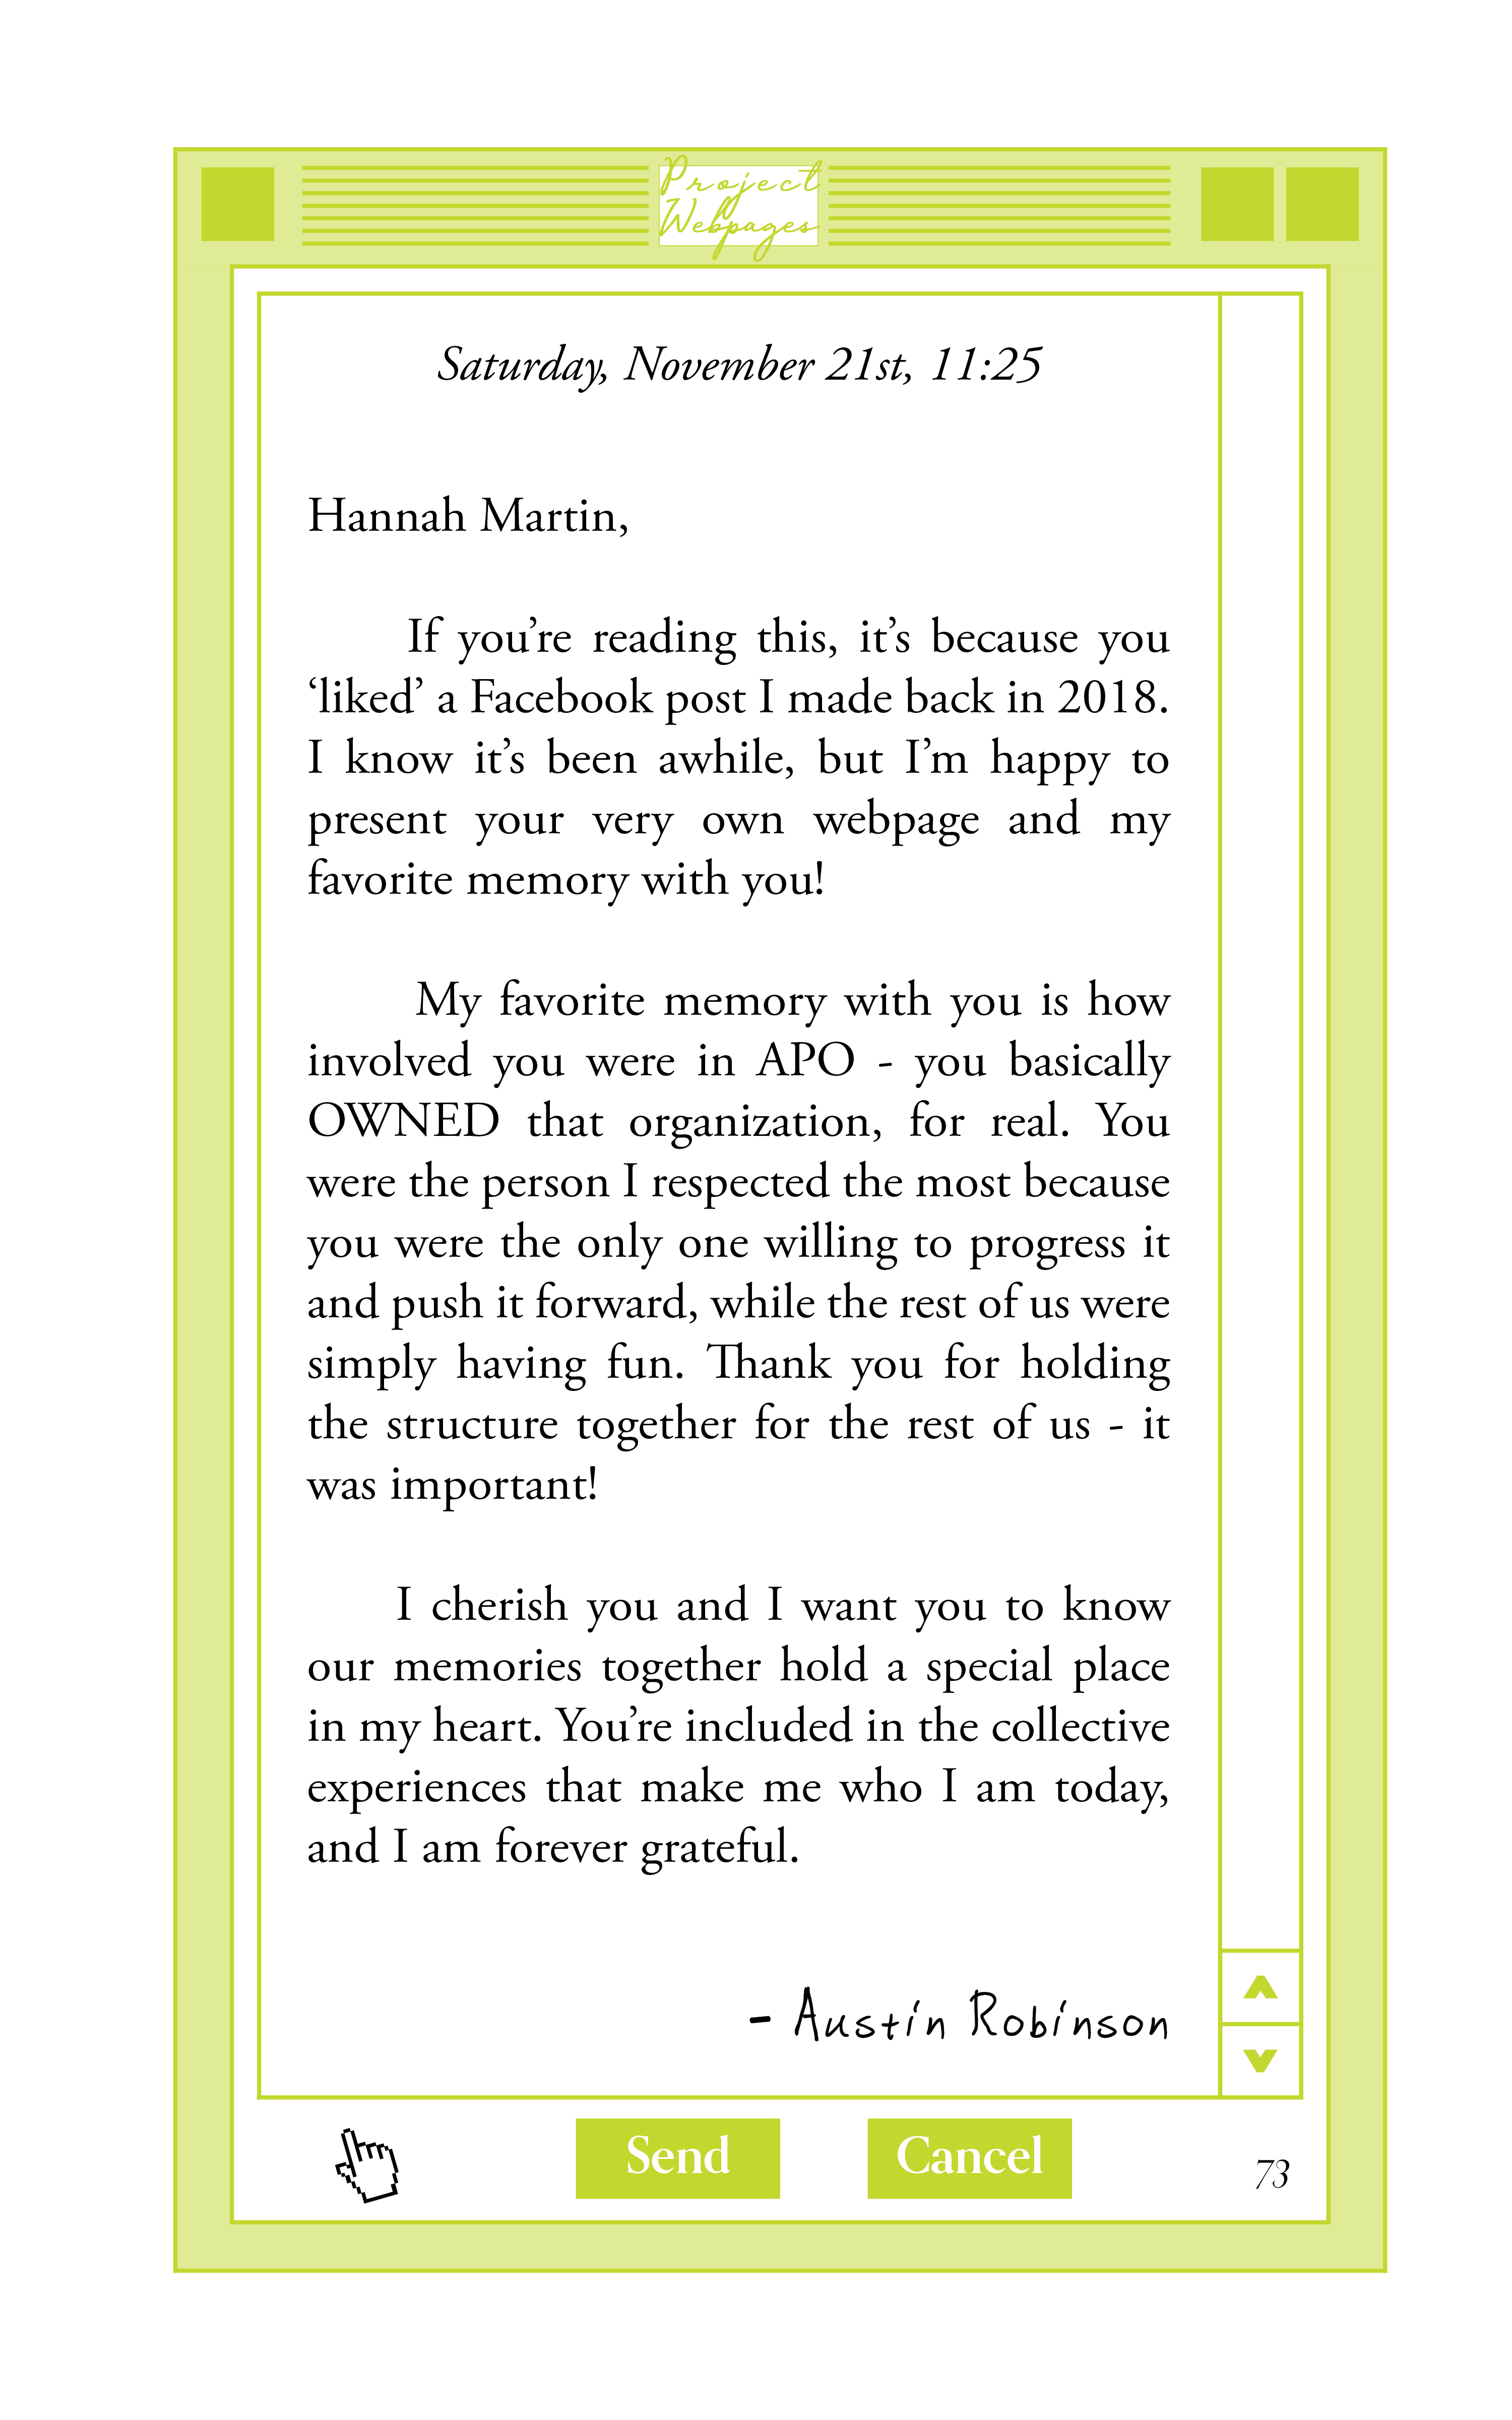 Project
Webpages
Saturday, November 21st, 11:25
Hannah Martin,
If you’re reading this, it’s because you
‘liked’ a Facebook post I made back in 2018.
I know it’s been awhile, but I’m happy to
present your very own webpage and my
favorite memory with you!
My favorite memory with you is how
involved you were in APO - you basically
OWNED that organization, for real. You
were the person I respected the most because
you were the only one willing to progress it
and push it forward, while the rest of us were
simply having fun. Thank you for holding
the structure together for the rest of us - it
was important!
I cherish you and I want you to know
our memories together hold a special place
in my heart. You’re included in the collective
experiences that make me who I am today,
and I am forever grateful.
- Austin Robinson
Send Cancel 73